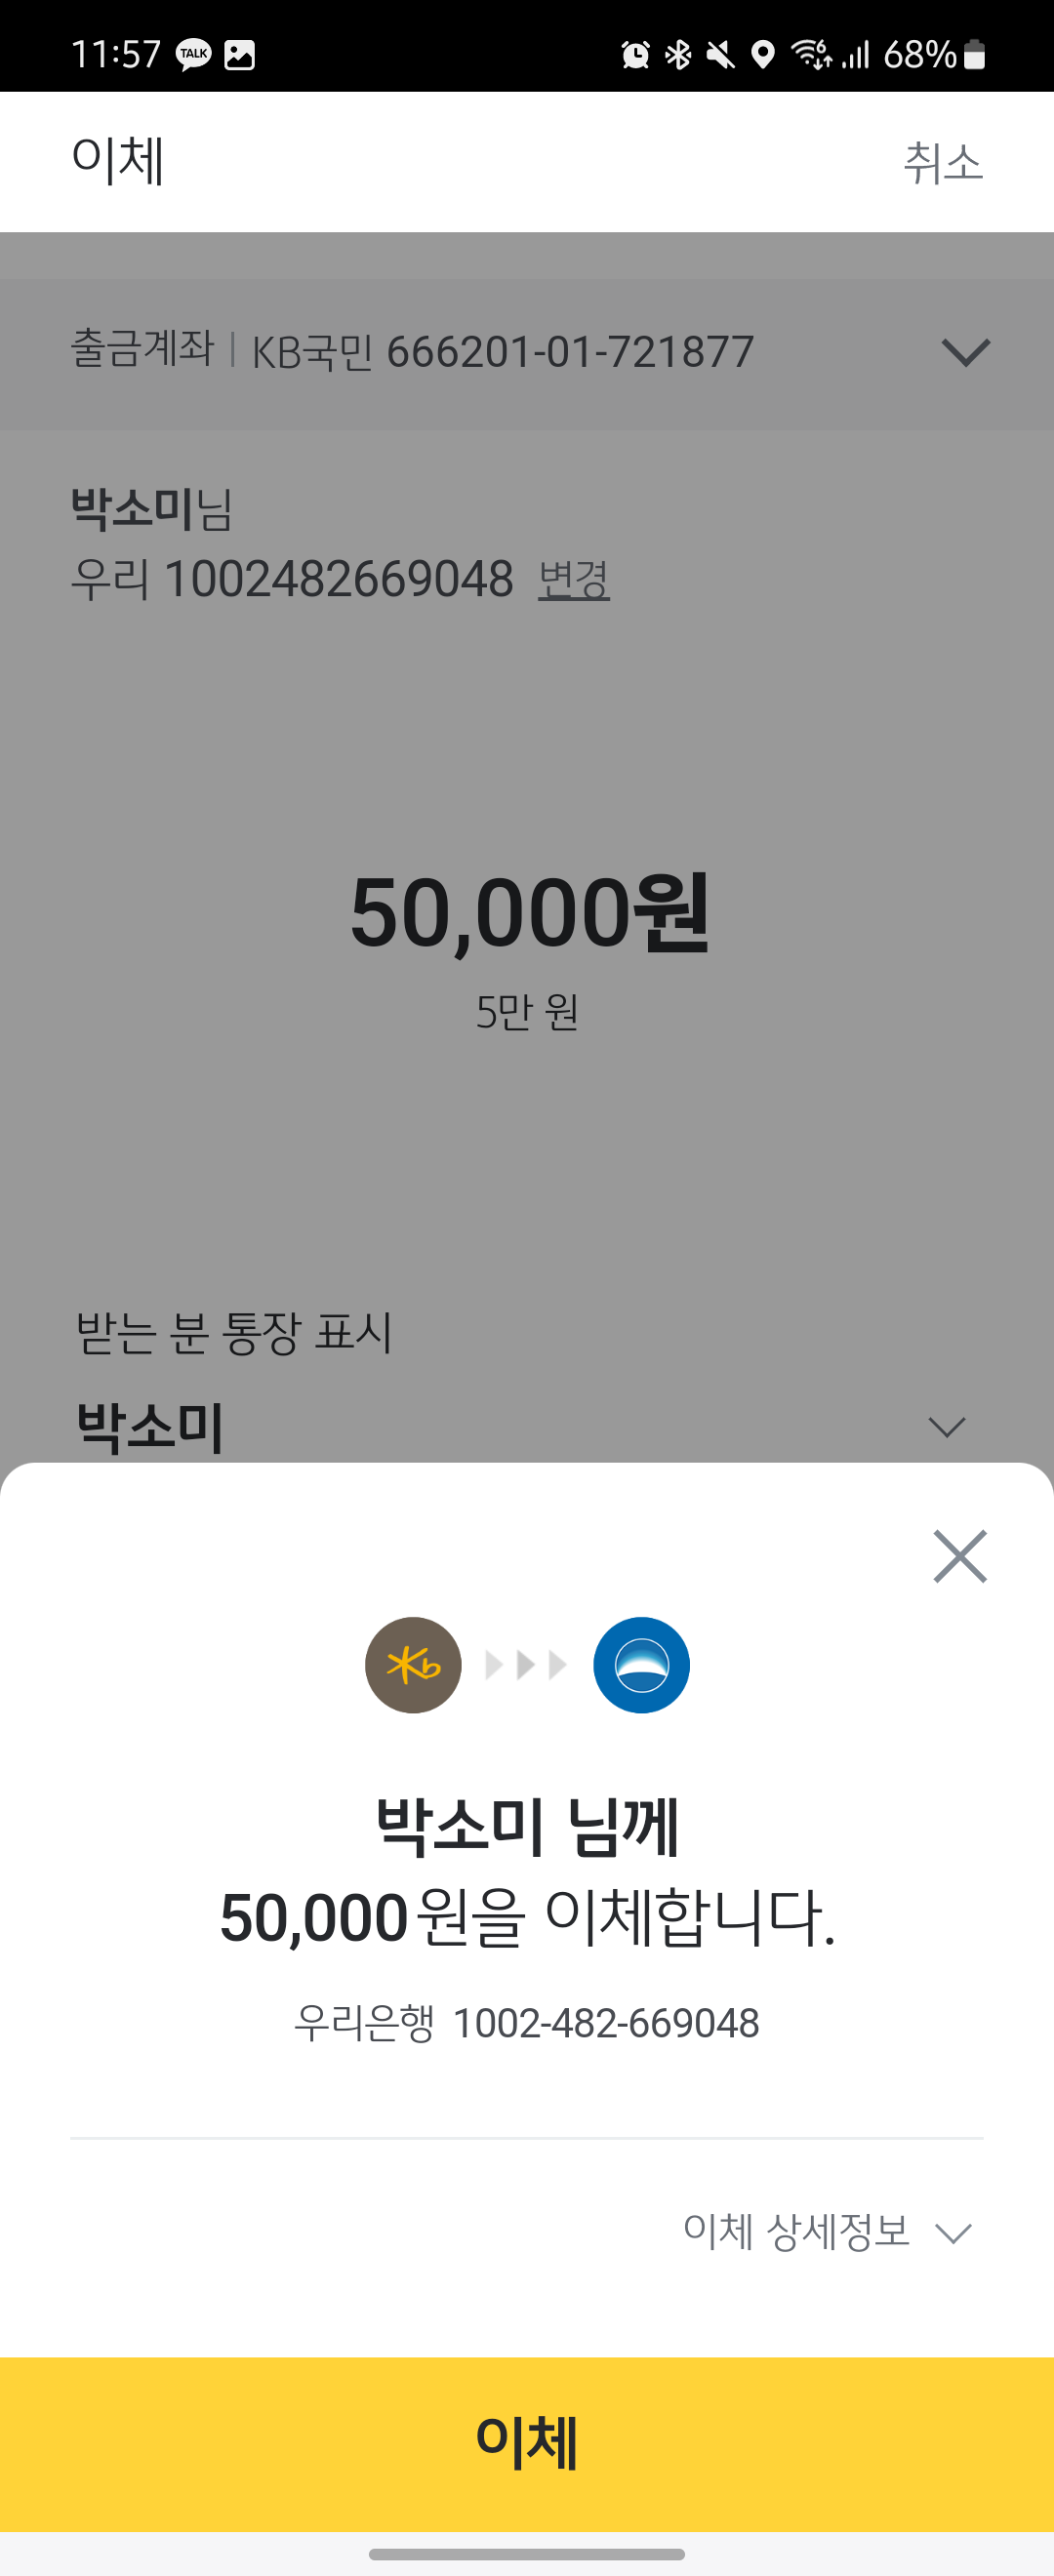 11:57 TALK 6 68%
이체 취소
출금계좌 | KB국민 666201-01-721877
박소미님
우리 1002482669048 변경
50,000원
5만 원
받는 분 통장 표시
박소미
박소미 님께
50,000원을 이체합니다.
우리은행 1002-482-669048
이체 상세정보
이체